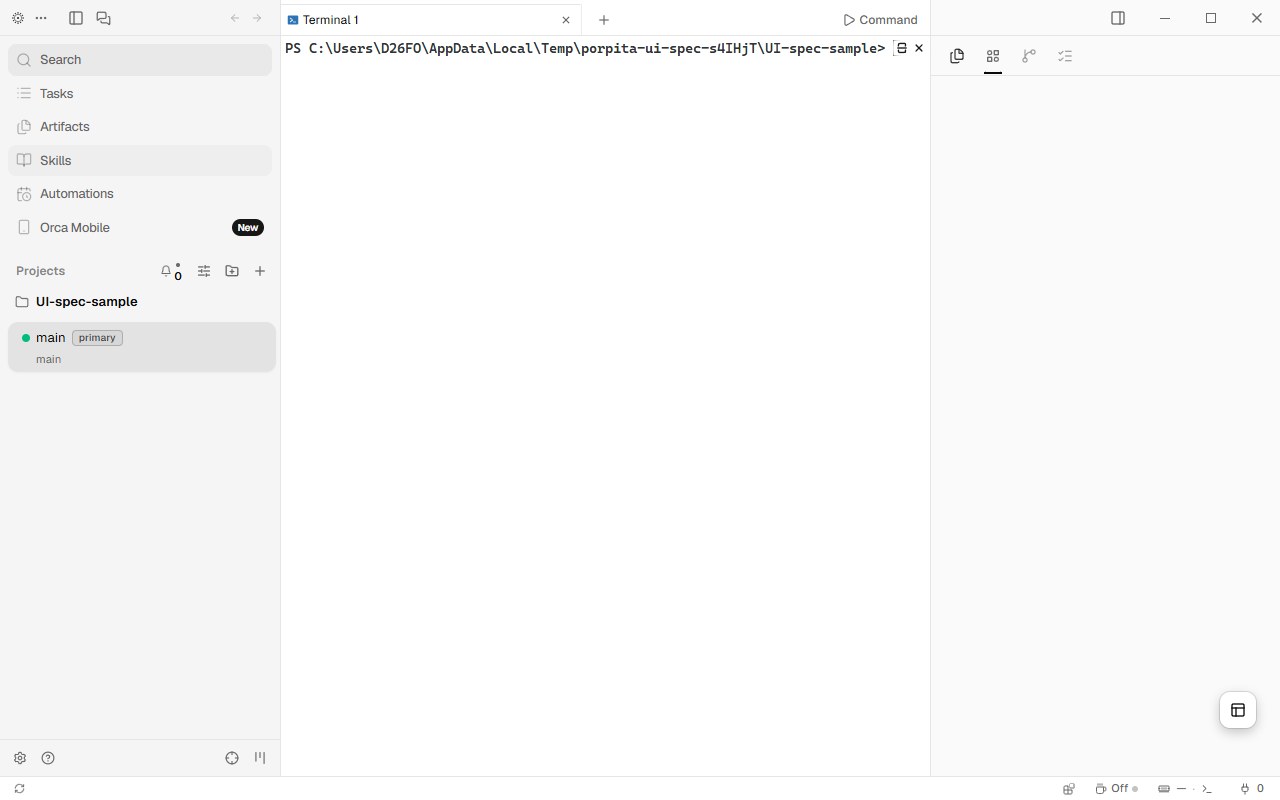 Terminal 1
Command
Search
PS C:\Users\D26FO\AppData\Local\Temp\porpita-ui-spec-s4IHjT\UI-spec-sample>
Tasks
Artifacts
Skills
Automations
Orca Mobile
New
Projects
0
UI-spec-sample
main primary
main
Off
0